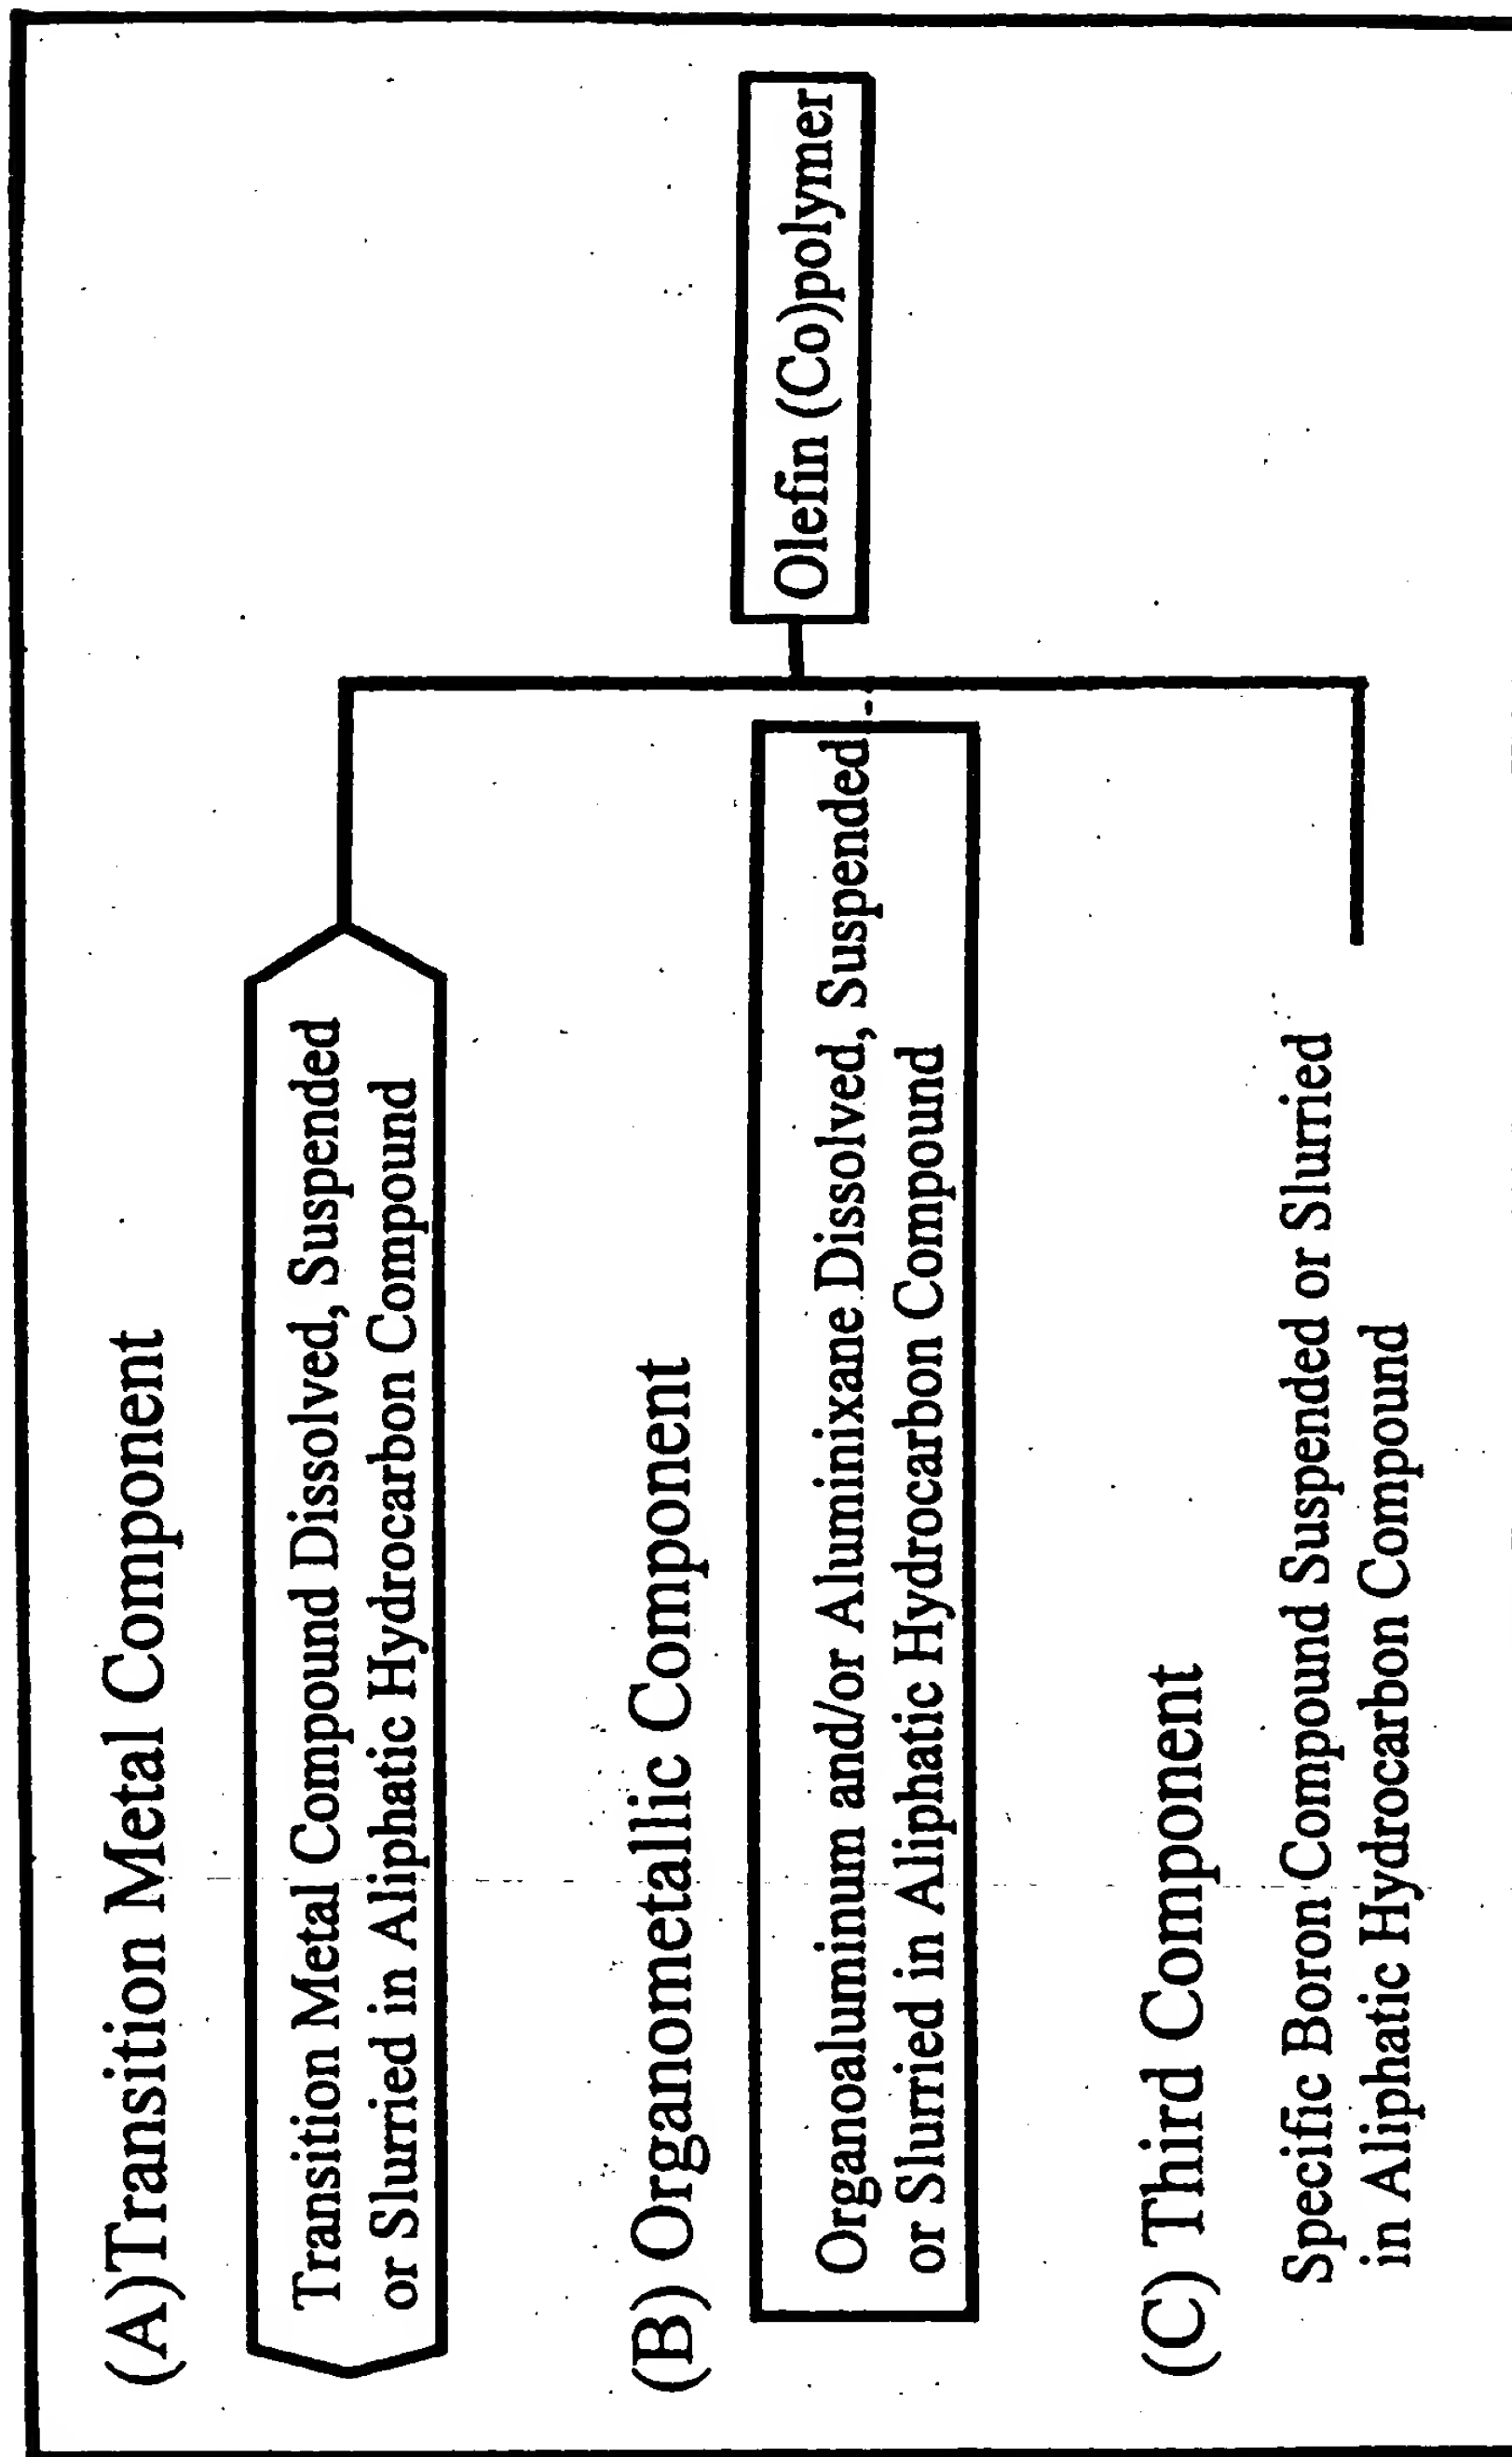 (A)Transition Metal Component
Transition Metal Compound Dissolved, Suspended
or Slurried in Aliphatic Hydrocarbon Compound
(B) Organometallic Component
Organoaluminum and/or Aluminixane Dissolved, Suspended
or Slurried in Aliphatic Hydrocarbon Compound
(C) Third Component
Specific Boron Compound Suspended or Slurried
in Aliphatic Hydrocarbon Compound
Olefin (Co)polymer